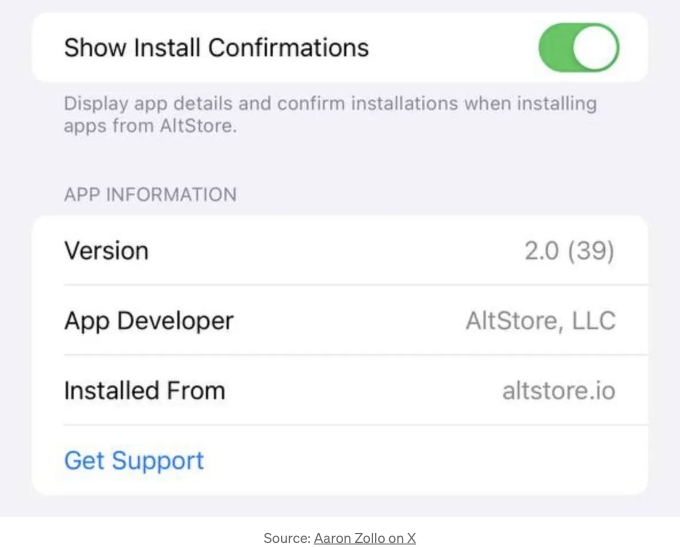 Show Install Confirmations
Display app details and confirm installations when installing
apps from AltStore.
APP INFORMATION
Version 2.0 (39)
App Developer AltStore, LLC
Installed From altstore.io
Get Support
Source: Aaron Zollo on X